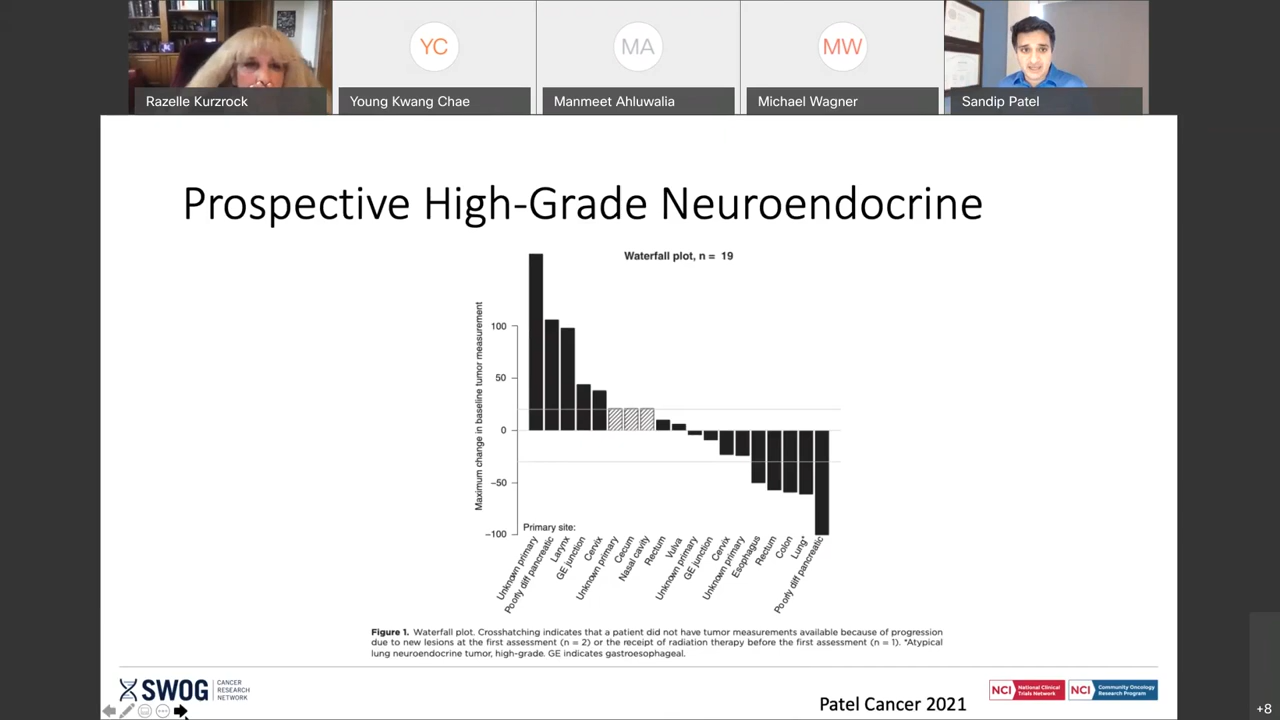 YC
MA
MW
Razelle Kurzrock
Young Kwang Chae
Manmeet Ahluwalia
Michael Wagner
Sandip Patel
Prospective High-Grade Neuroendocrine
Waterfall plot, n = 19
Maximum change in baseline tumor measurement
100
50
0
−50
−100
Primary site:
Unknown primary
Poorly diff pancreatic
Larynx
GE junction
Cervix
Unknown primary
Cecum
Nasal cavity
Rectum
Vulva
Unknown primary
GE junction
Cervix
Unknown primary
Esophagus
Rectum
Colon
Lung*
Poorly diff pancreatic
Figure 1. Waterfall plot. Crosshatching indicates that a patient did not have tumor measurements available because of progression
due to new lesions at the first assessment (n = 2) or the receipt of radiation therapy before the first assessment (n = 1). *Atypical
lung neuroendocrine tumor, high-grade. GE indicates gastroesophageal.
SWOG
CANCER
RESEARCH
NETWORK
NCI
National Clinical
Trials Network
NCI
Community Oncology
Research Program
Patel Cancer 2021
+8